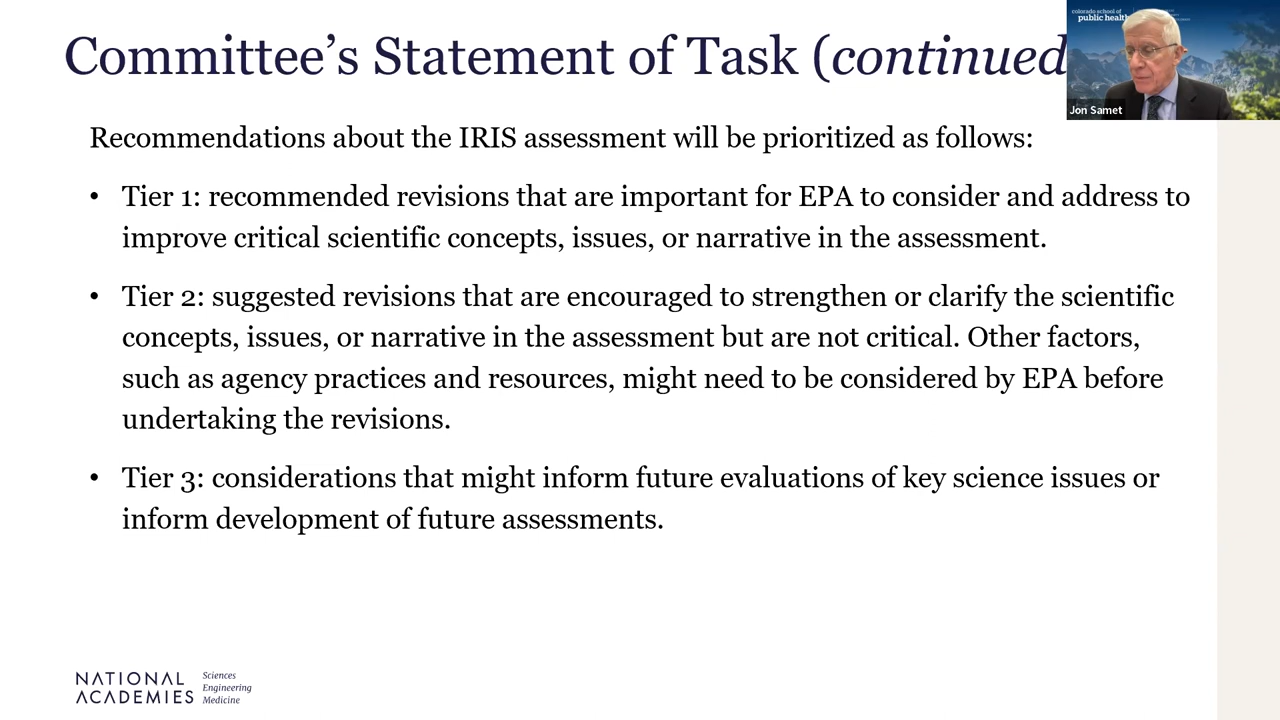 Committee's Statement of Task (continued
colorado school of
public health
Jon Samet
Recommendations about the IRIS assessment will be prioritized as follows:
• Tier 1: recommended revisions that are important for EPA to consider and address to
improve critical scientific concepts, issues, or narrative in the assessment.
• Tier 2: suggested revisions that are encouraged to strengthen or clarify the scientific
concepts, issues, or narrative in the assessment but are not critical. Other factors,
such as agency practices and resources, might need to be considered by EPA before
undertaking the revisions.
• Tier 3: considerations that might inform future evaluations of key science issues or
inform development of future assessments.
NATIONAL
ACADEMIES
Sciences
Engineering
Medicine